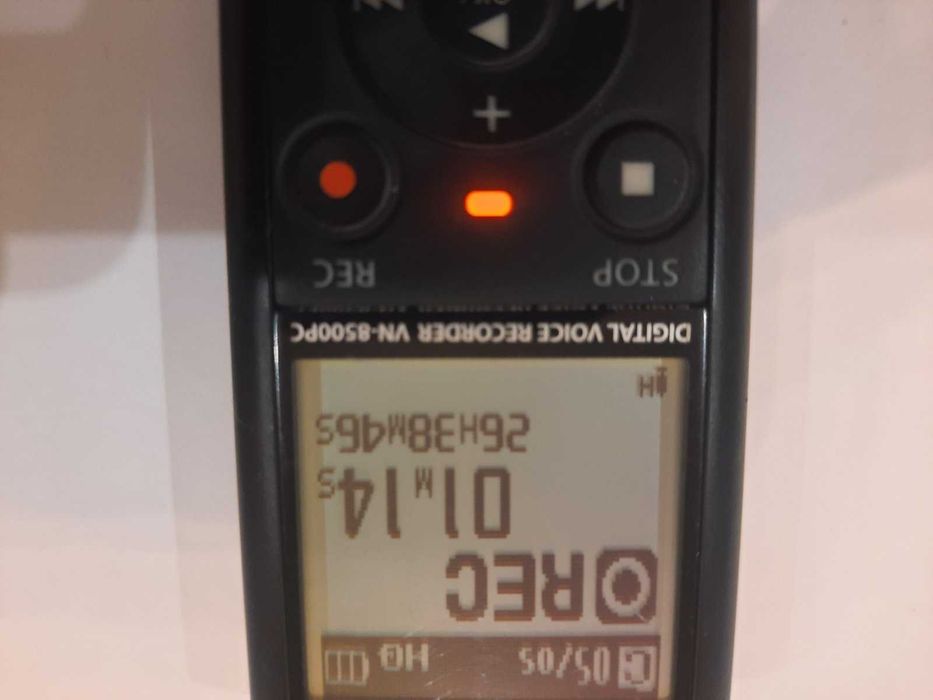 05/05 HQ
REC
01M14S
26H38M46S
H
DIGITAL VOICE RECORDER VN-8500PC
STOP REC
+